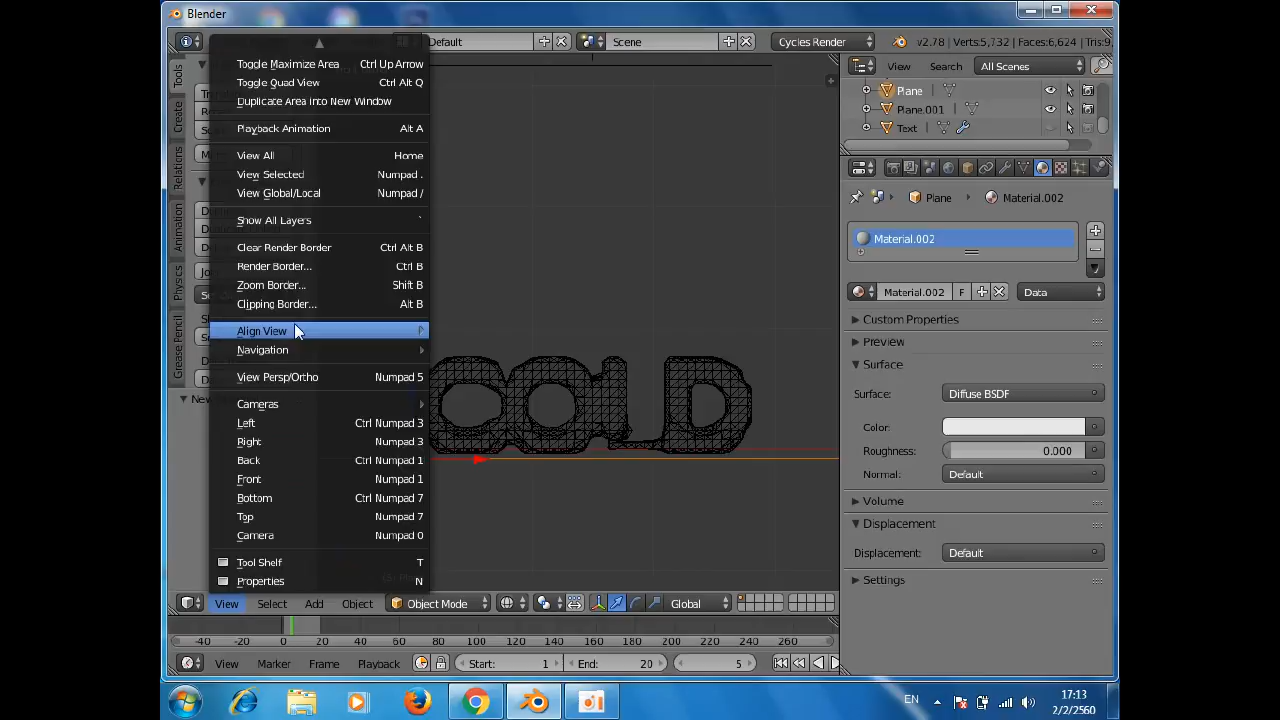 Blender
Default
Scene
Cycles Render
v2.78 | Verts:5,732 | Faces:6,624 | Tris:9,
Toggle Maximize Area Ctrl Up Arrow
Toggle Quad View Ctrl Alt Q
Duplicate Area into New Window
Playback Animation Alt A
View All Home
View Selected Numpad .
View Global/Local Numpad /
Show All Layers `
Clear Render Border Ctrl Alt B
Render Border... Ctrl B
Zoom Border... Shift B
Clipping Border... Alt B
Align View
Navigation
View Persp/Ortho Numpad 5
Cameras
Left Ctrl Numpad 3
Right Numpad 3
Back Ctrl Numpad 1
Front Numpad 1
Bottom Ctrl Numpad 7
Top Numpad 7
Camera Numpad 0
Tool Shelf T
Properties N
Tools
Create
Relations
Animation
Physics
Grease Pencil
COLD
View Search All Scenes
Plane
Plane.001
Text
Plane Material.002
Material.002
Material.002 F Data
Custom Properties
Preview
Surface
Surface: Diffuse BSDF
Color:
Roughness: 0.000
Normal: Default
Volume
Displacement
Displacement: Default
Settings
View Select Add Object Object Mode Global
-40 -20 0 20 40 60 80 100 120 140 160 180 200 220 240 260
View Marker Frame Playback Start: 1 End: 20 5
EN
17:13
2/2/2560